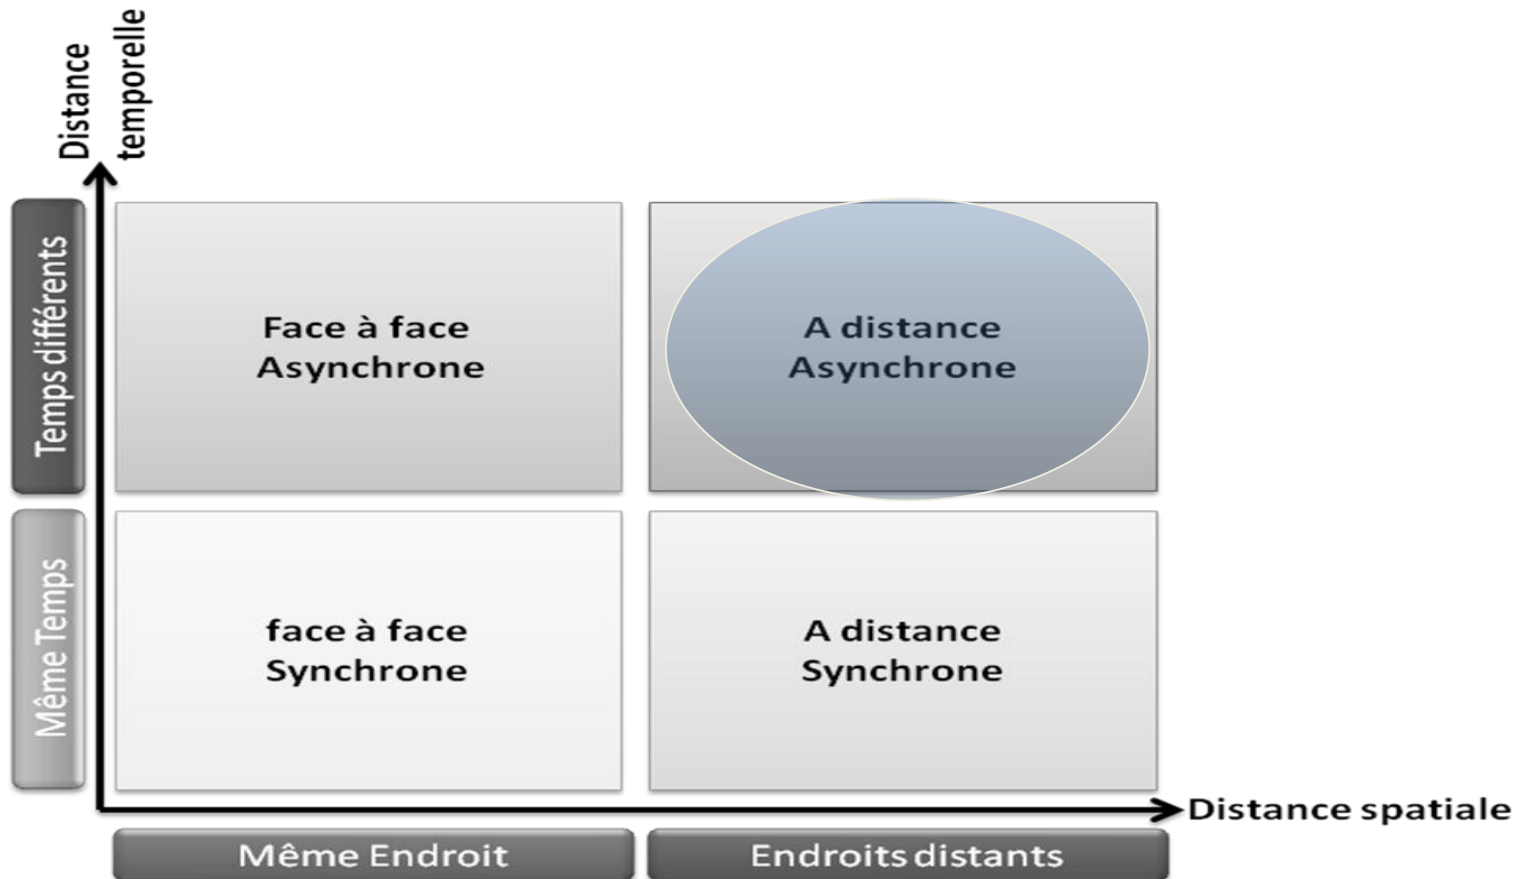 Distance
temporelle
Temps différents
Face à face
Asynchrone
A distance
Asynchrone
Même Temps
face à face
Synchrone
A distance
Synchrone
Distance spatiale
Même Endroit
Endroits distants